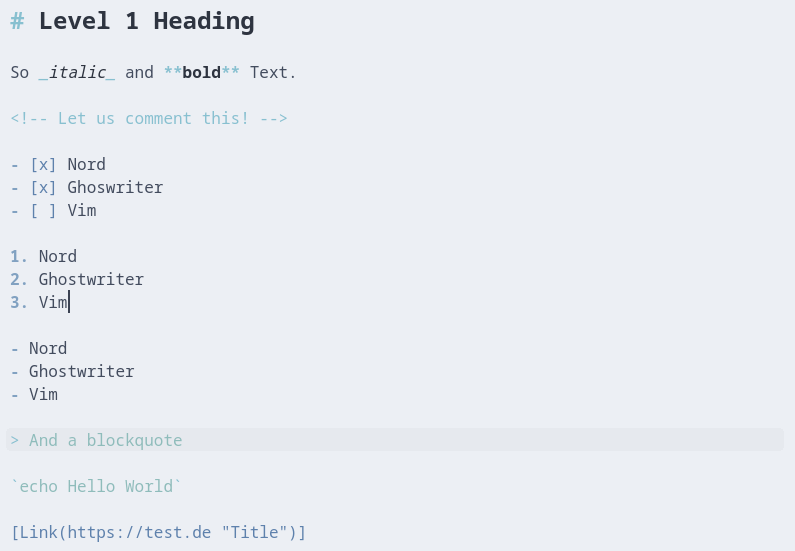 # Level 1 Heading
So _italic_ and **bold** Text.
<!-- Let us comment this! -->
- [x] Nord
- [x] Ghoswriter
- [ ] Vim
1. Nord
2. Ghostwriter
3. Vim
- Nord
- Ghostwriter
- Vim
> And a blockquote
`echo Hello World`
[Link(https://test.de "Title")]